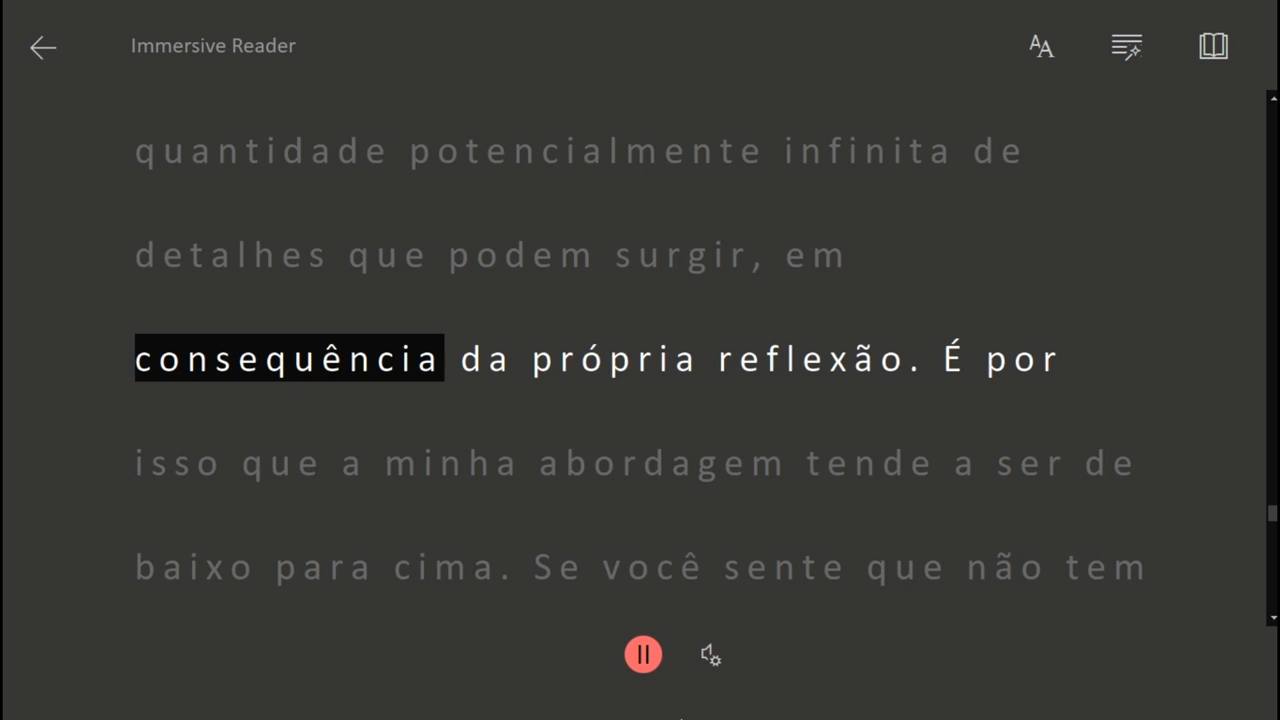 Immersive Reader
quantidade potencialmente infinita de
detalhes que podem surgir, em
consequência da própria reflexão. É por
isso que a minha abordagem tende a ser de
baixo para cima. Se você sente que não tem